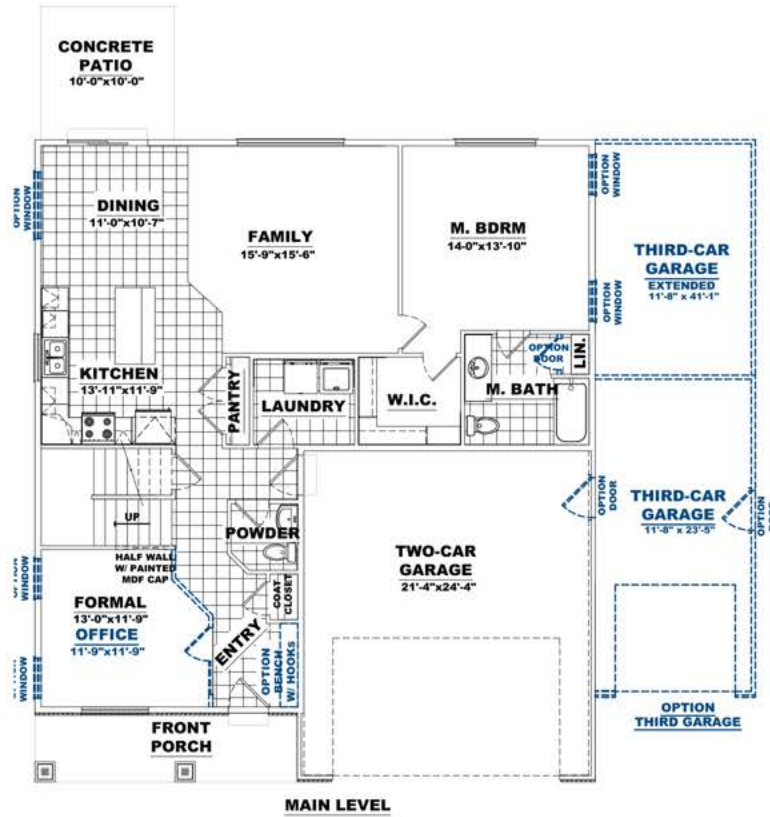 CONCRETE
PATIO
10'-0"x10'-0"
OPTION
WINDOW
DINING
11'-0"x10'-7"
FAMILY
15'-9"x15'-6"
M. BDRM
14-0"x13'-10"
OPTION
WINDOW
OPTION
WINDOW
THIRD-CAR
GARAGE
EXTENDED
11'-8" x 41'-1"
KITCHEN
13'-11"x11'-9"
PANTRY
LAUNDRY
W.I.C.
OPTION
DOOR
LIN.
M. BATH
UP
HALF WALL
W/ PAINTED
MDF CAP
POWDER
TWO-CAR
GARAGE
21'-4"x24'-4"
OPTION
DOOR
THIRD-CAR
GARAGE
11'-8" x 23'-5"
OPTION
WINDOW
FORMAL
13'-0"x11'-9"
OFFICE
11'-9"x11'-9"
WINDOW
COAT
CLOSET
ENTRY
OPTION
BENCH
W/ HOOKs
OPTION
THIRD GARAGE
FRONT
PORCH
MAIN LEVEL